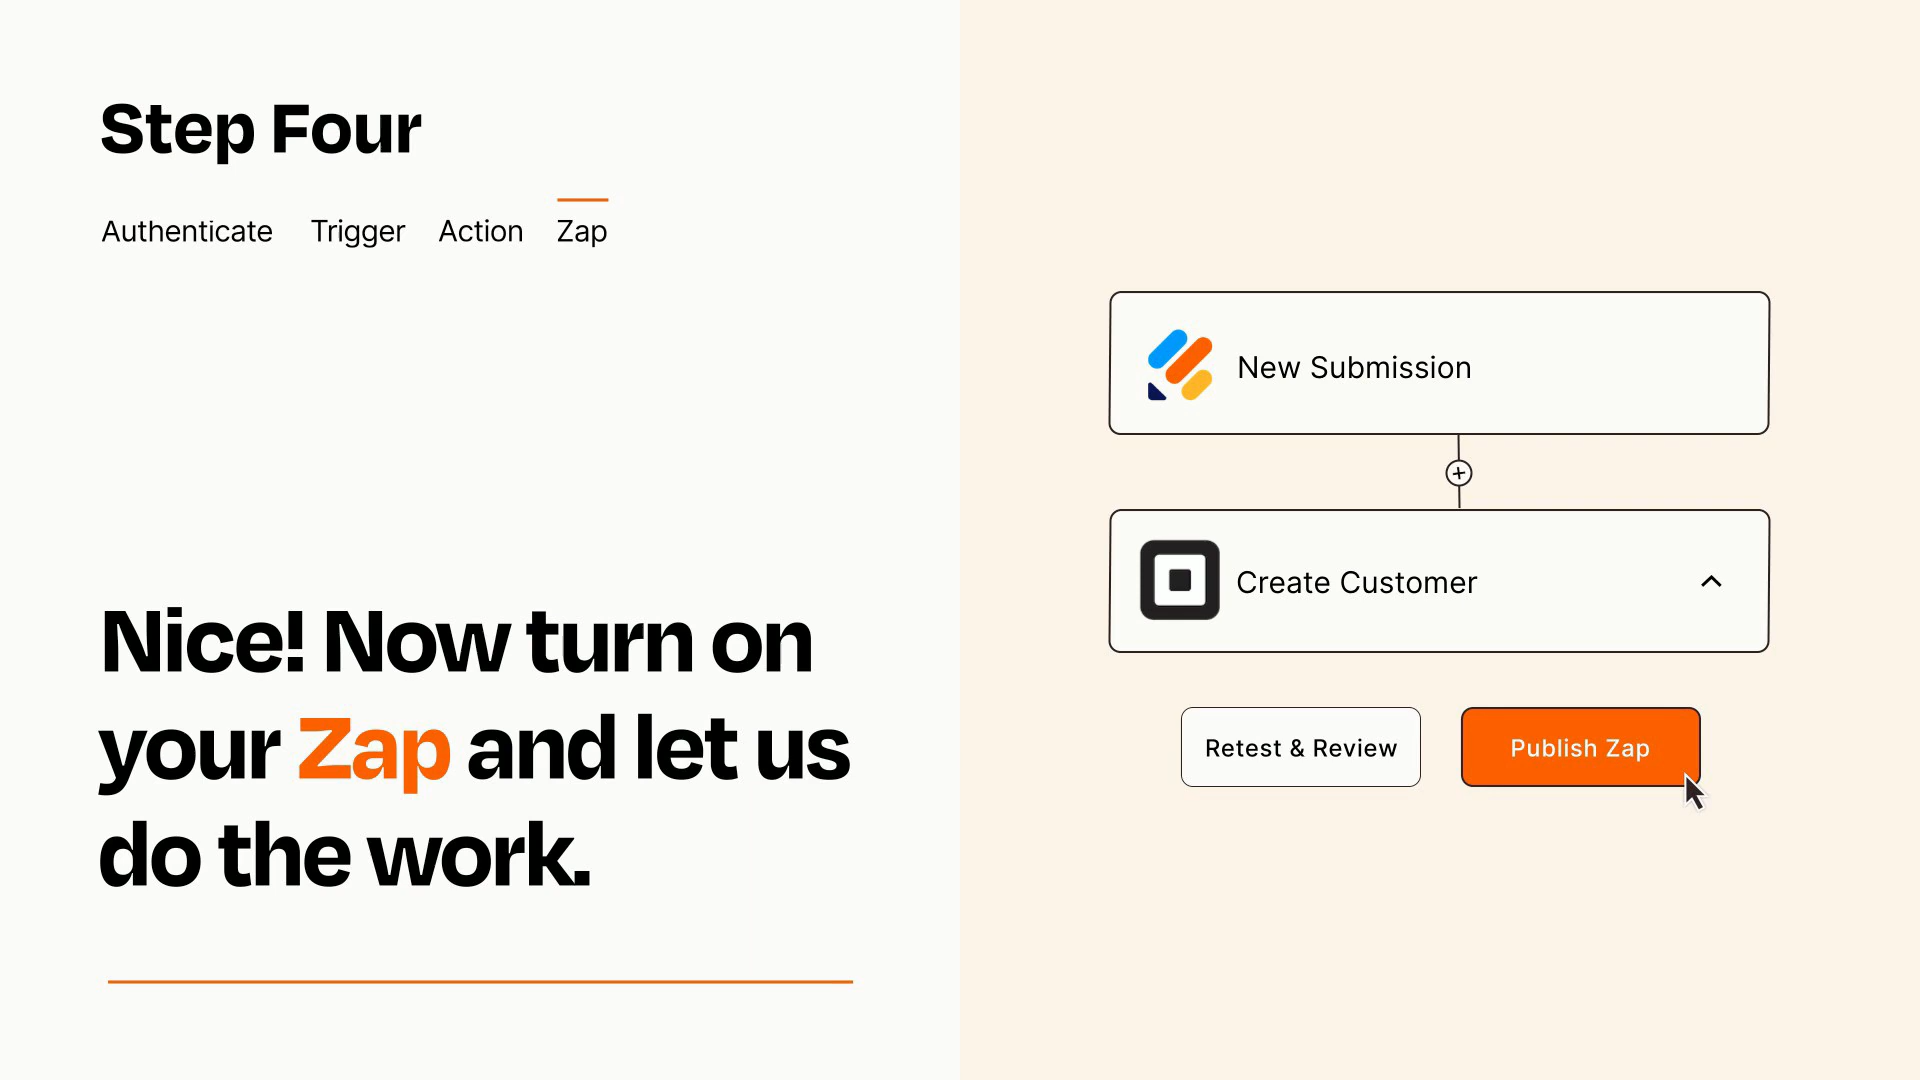 Step Four
Authenticate Trigger Action Zap
Nice! Now turn on
your Zap and let us
do the work.
New Submission
Create Customer
Retest & Review
Publish Zap